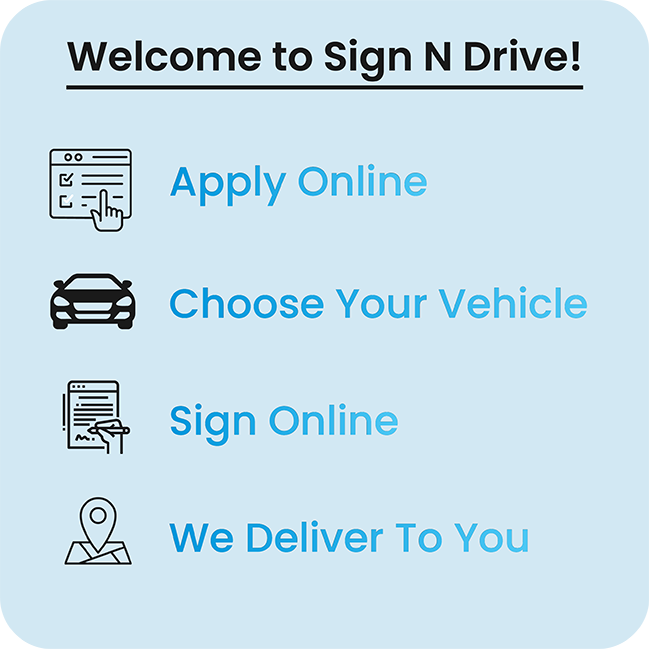 Welcome to Sign N Drive!
Apply Online
Choose Your Vehicle
Sign Online
We Deliver To You